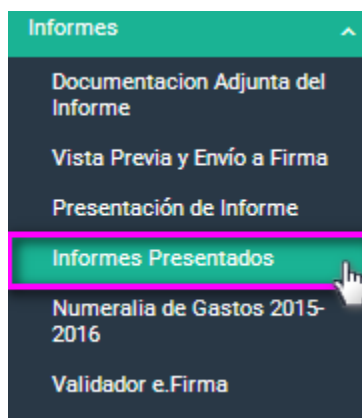 Informes
Documentacion Adjunta del
Informe
Vista Previa y Envío a Firma
Presentación de Informe
Informes Presentados
Numeralia de Gastos 2015-
2016
Validador e.Firma